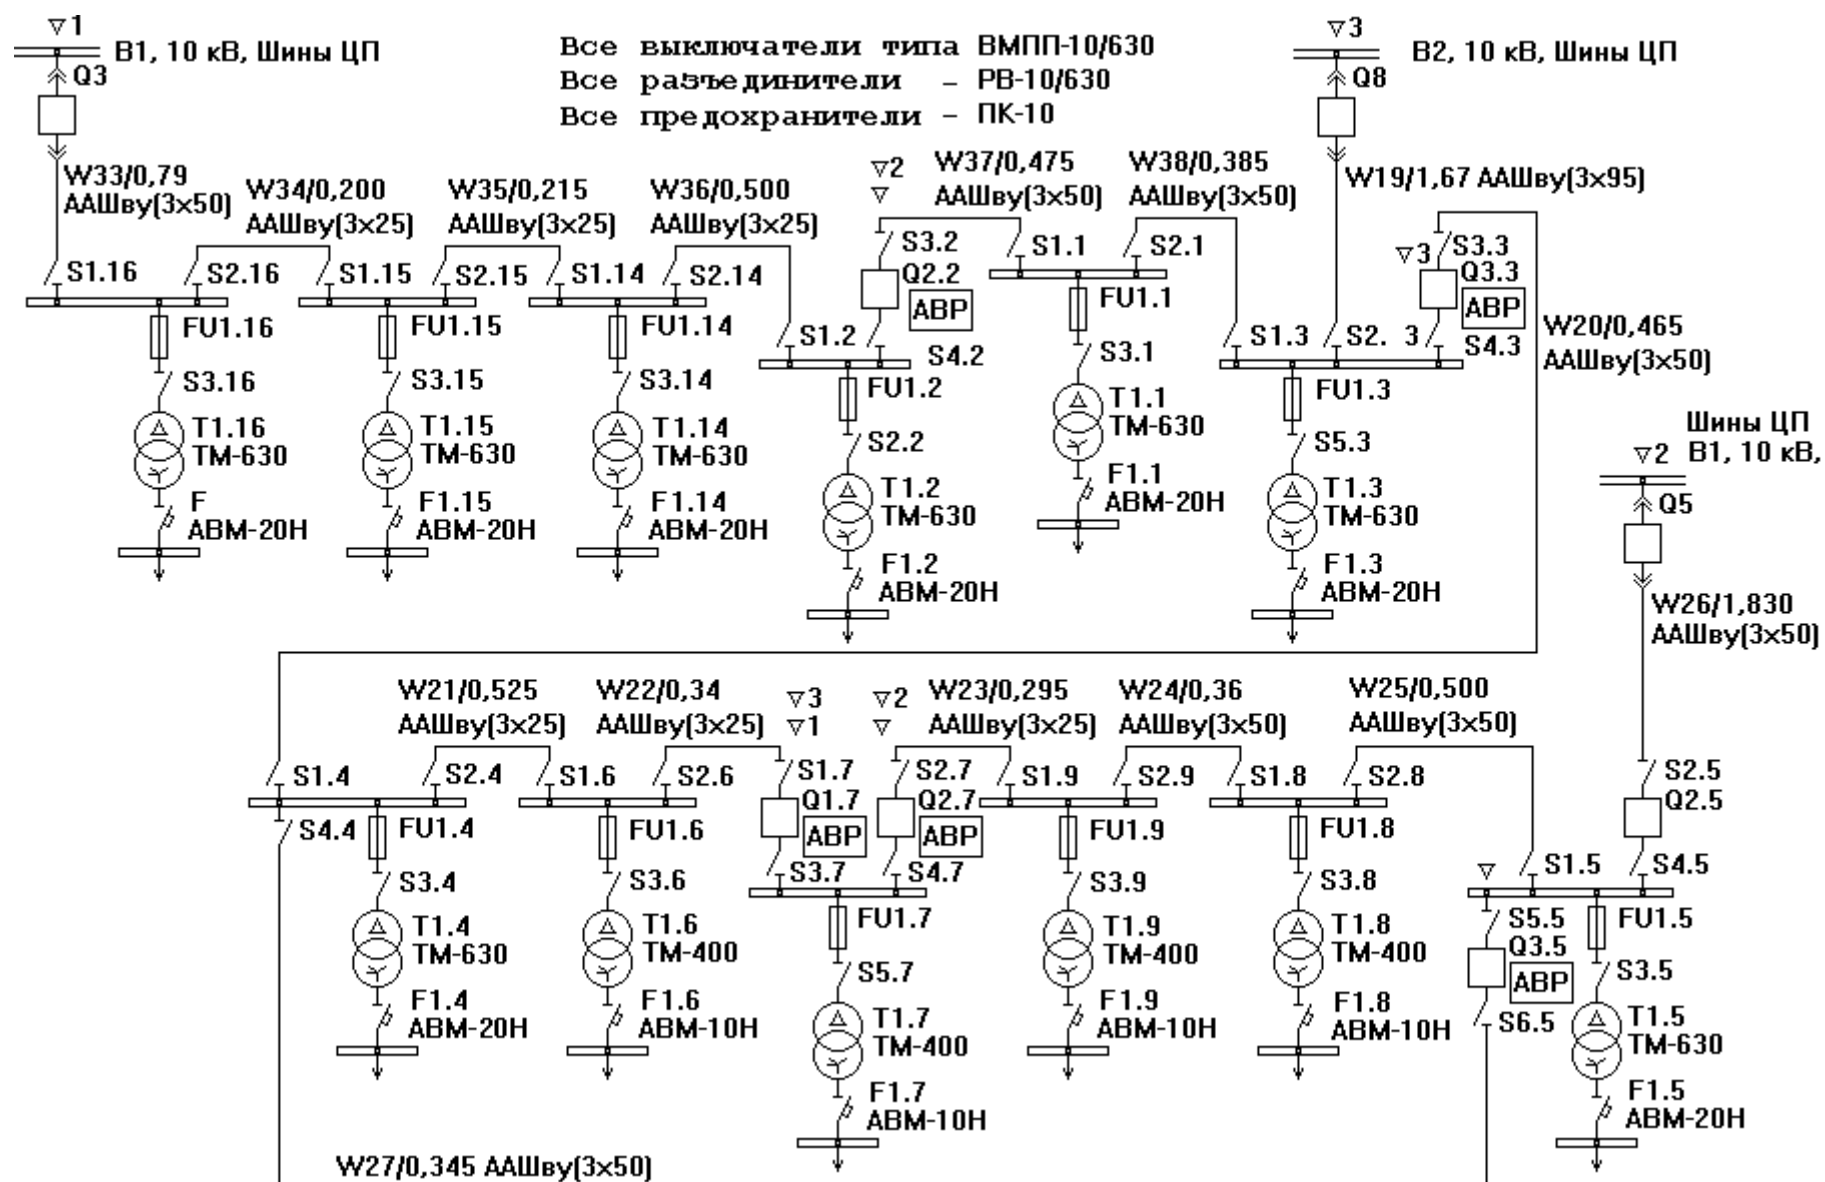 1
В1, 10 кВ, Шины ЦП
Q3
Все выключатели типа ВМПП-10/630
Все разъединители - РВ-10/630
Все предохранители - ПК-10
3
В2, 10 кВ, Шины ЦП
Q8
W33/0,79
ААШву(3x50)
W34/0,200
ААШву(3x25)
W35/0,215
ААШву(3x25)
W36/0,500
ААШву(3x25)
2
W37/0,475
ААШву(3x50)
W38/0,385
ААШву(3x50)
W19/1,67 ААШву(3x95)
S1.16
S2.16
S1.15
S2.15
S1.14
S2.14
S3.2
Q2.2
АВР
S1.1
S2.1
3
S3.3
Q3.3
АВР
FU1.16
FU1.15
FU1.14
S1.2
S4.2
FU1.1
S1.3
S2. 3
S4.3
W20/0,465
ААШву(3x50)
S3.16
S3.15
S3.14
FU1.2
S3.1
FU1.3
T1.16
ТМ-630
T1.15
ТМ-630
T1.14
ТМ-630
S2.2
T1.1
ТМ-630
S5.3
Шины ЦП
2 В1, 10 кВ,
Q5
F
АВМ-20Н
F1.15
АВМ-20Н
F1.14
АВМ-20Н
T1.2
ТМ-630
F1.1
АВМ-20Н
T1.3
ТМ-630
F1.2
АВМ-20Н
F1.3
АВМ-20Н
W26/1,830
ААШву(3x50)
W21/0,525
ААШву(3x25)
W22/0,34
ААШву(3x25)
3
1
2
W23/0,295
ААШву(3x25)
W24/0,36
ААШву(3x50)
W25/0,500
ААШву(3x50)
S1.4
S2.4
S1.6
S2.6
S1.7
Q1.7
АВР
S2.7
Q2.7
АВР
S1.9
S2.9
S1.8
S2.8
S2.5
Q2.5
S4.4
FU1.4
FU1.6
S3.7
S4.7
FU1.9
FU1.8
S1.5
S4.5
S3.4
S3.6
FU1.7
S3.9
S3.8
S5.5
Q3.5
АВР
FU1.5
T1.4
ТМ-630
T1.6
ТМ-400
S5.7
T1.9
ТМ-400
T1.8
ТМ-400
S6.5
S3.5
F1.4
АВМ-20Н
F1.6
АВМ-10Н
T1.7
ТМ-400
F1.9
АВМ-10Н
F1.8
АВМ-10Н
T1.5
ТМ-630
F1.7
АВМ-10Н
F1.5
АВМ-20Н
W27/0,345 ААШву(3x50)